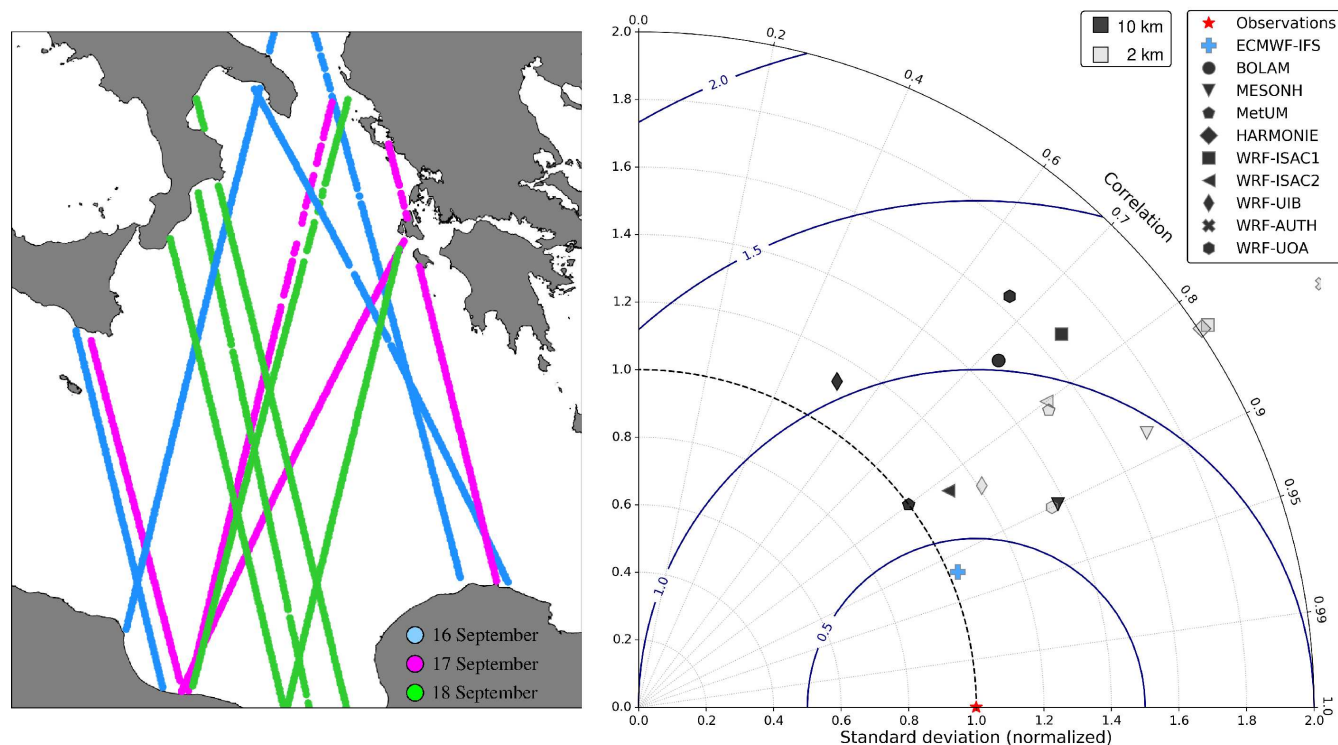 16 September
17 September
18 September
10 km
2 km
Observations
ECMWF-IFS
BOLAM
MESONH
MetUM
HARMONIE
WRF-ISAC1
WRF-ISAC2
WRF-UIB
WRF-AUTH
WRF-UOA
Correlation
0.0
0.2
0.4
0.6
0.7
0.8
0.9
0.95
0.99
1.0
2.0
1.5
1.0
0.5
2.0
1.8
1.6
1.4
1.2
1.0
0.8
0.6
0.4
0.2
0.0
0.0 0.2 0.4 0.6 0.8 1.0 1.2 1.4 1.6 1.8 2.0
Standard deviation (normalized)